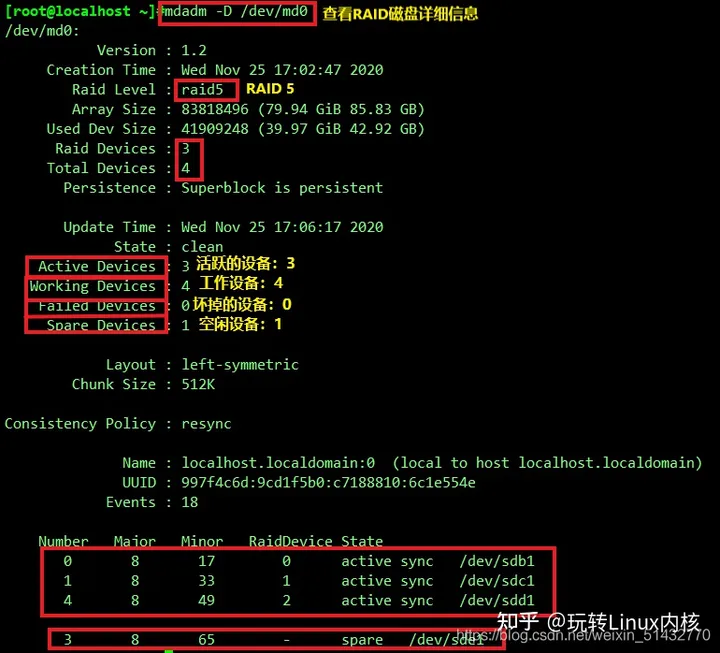 [root@localhost ~]#mdadm -D /dev/md0 查看RAID磁盘详细信息
/dev/md0:
Version : 1.2
Creation Time : Wed Nov 25 17:02:47 2020
Raid Level : raid5 RAID 5
Array Size : 83818496 (79.94 GiB 85.83 GB)
Used Dev Size : 41909248 (39.97 GiB 42.92 GB)
Raid Devices : 3
Total Devices : 4
Persistence : Superblock is persistent
Update Time : Wed Nov 25 17:06:17 2020
State : clean
Active Devices : 3 活跃的设备：3
Working Devices : 4 工作设备：4
Failed Devices : 0 坏掉的设备：0
Spare Devices : 1 空闲设备：1
Layout : left-symmetric
Chunk Size : 512K
Consistency Policy : resync
Name : localhost.localdomain:0 (local to host localhost.localdomain)
UUID : 997f4c6d:9cd1f5b0:c7188810:6c1e554e
Events : 18
Number Major Minor RaidDevice State
0 8 17 0 active sync /dev/sdb1
1 8 33 1 active sync /dev/sdc1
4 8 49 2 active sync /dev/sdd1
知乎 @玩转Linux内核
3 8 65 - spare /dev/sde1
https://blog.csdn.net/weixin_51432770